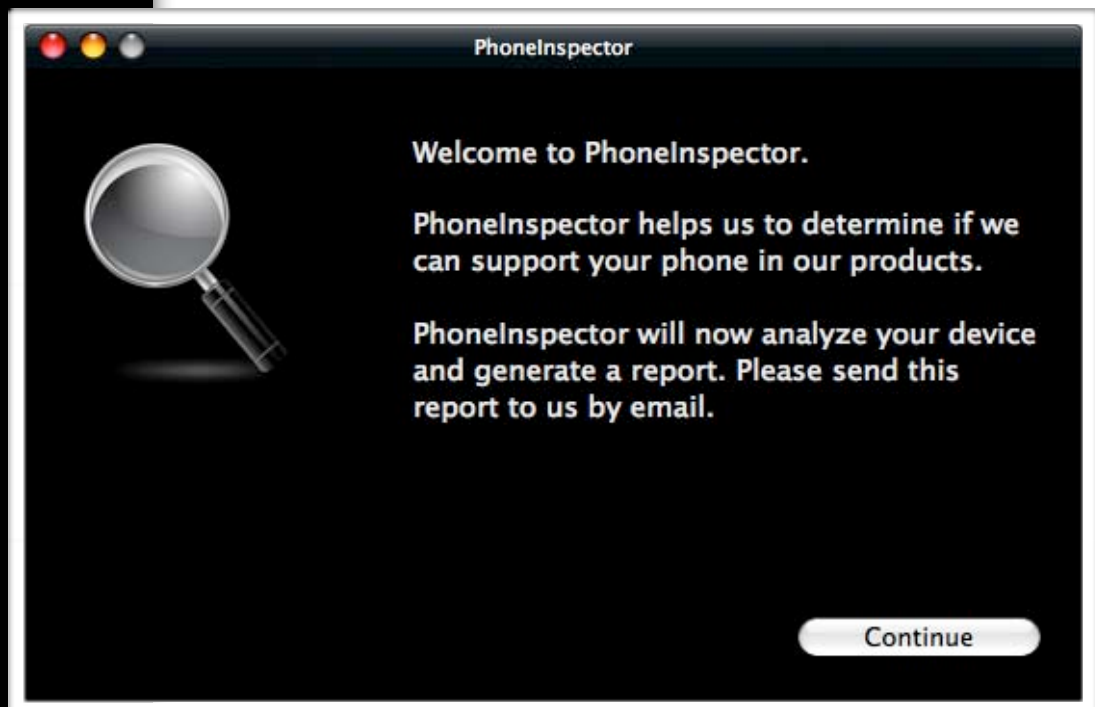 PhoneInspector
Welcome to PhoneInspector.
PhoneInspector helps us to determine if we
can support your phone in our products.
PhoneInspector will now analyze your device
and generate a report. Please send this
report to us by email.
Continue